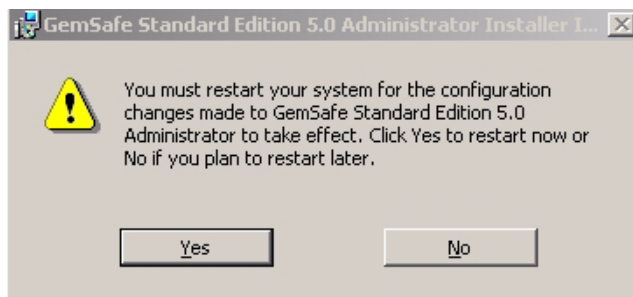 GemSafe Standard Edition 5.0 Administrator Installer I...
You must restart your system for the configuration
changes made to GemSafe Standard Edition 5.0
Administrator to take effect. Click Yes to restart now or
No if you plan to restart later.
Yes
No